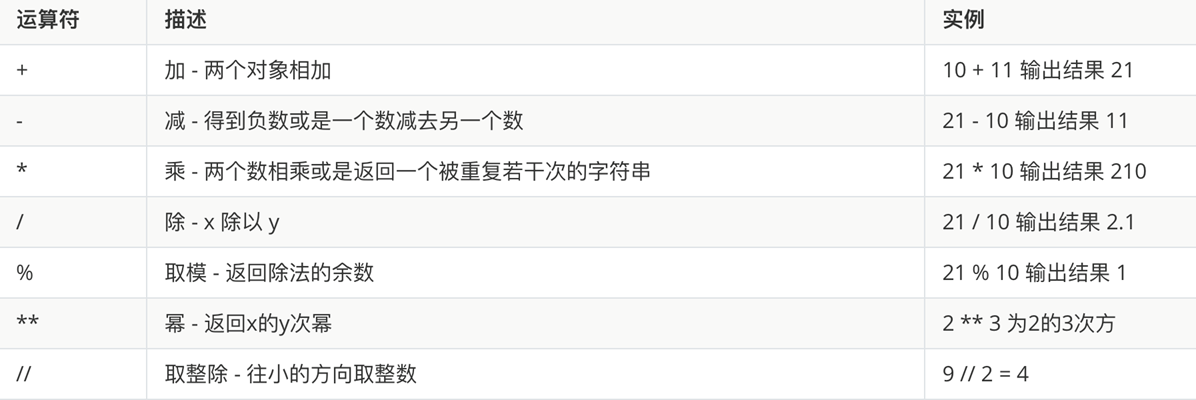 运算符 描述 实例
+ 加 - 两个对象相加 10 + 11 输出结果 21
- 减 - 得到负数或是一个数减去另一个数 21 - 10 输出结果 11
* 乘 - 两个数相乘或是返回一个被重复若干次的字符串 21 * 10 输出结果 210
/ 除 - x 除以 y 21 / 10 输出结果 2.1
% 取模 - 返回除法的余数 21 % 10 输出结果 1
** 幂 - 返回x的y次幂 2 ** 3 为2的3次方
// 取整除 - 往小的方向取整数 9 // 2 = 4